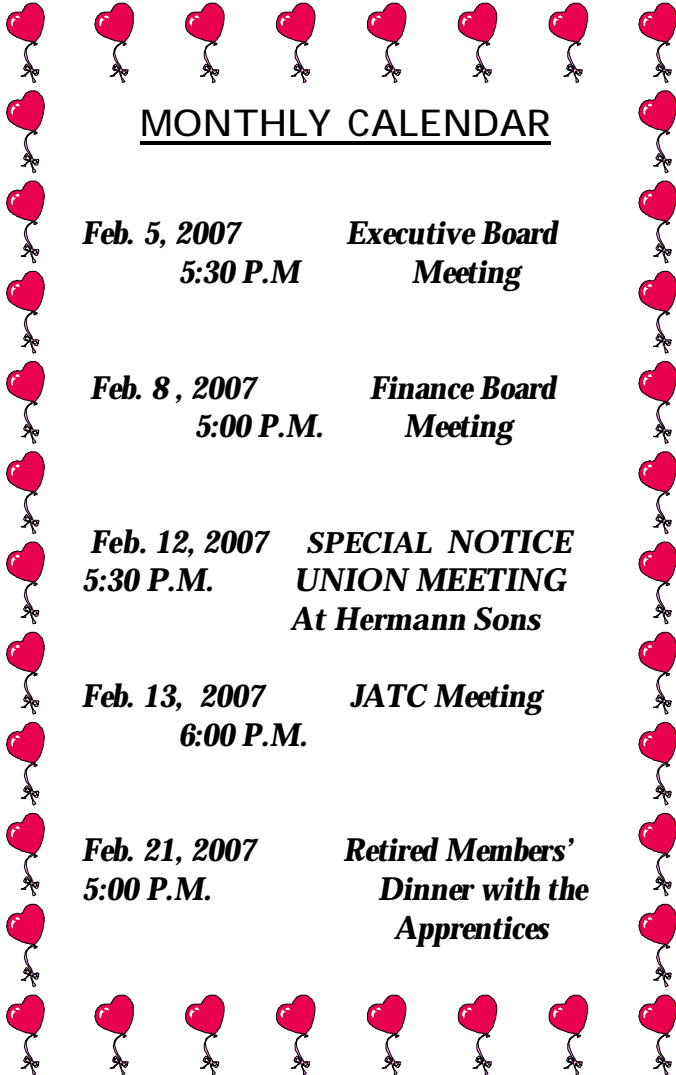 MONTHLY CALENDAR
Feb. 5, 2007 Executive Board
5:30 P.M Meeting
Feb. 8 , 2007 Finance Board
5:00 P.M. Meeting
Feb. 12, 2007 SPECIAL NOTICE
5:30 P.M. UNION MEETING
At Hermann Sons
Feb. 13, 2007 JATC Meeting
6:00 P.M.
Feb. 21, 2007 Retired Members’
5:00 P.M. Dinner with the
Apprentices